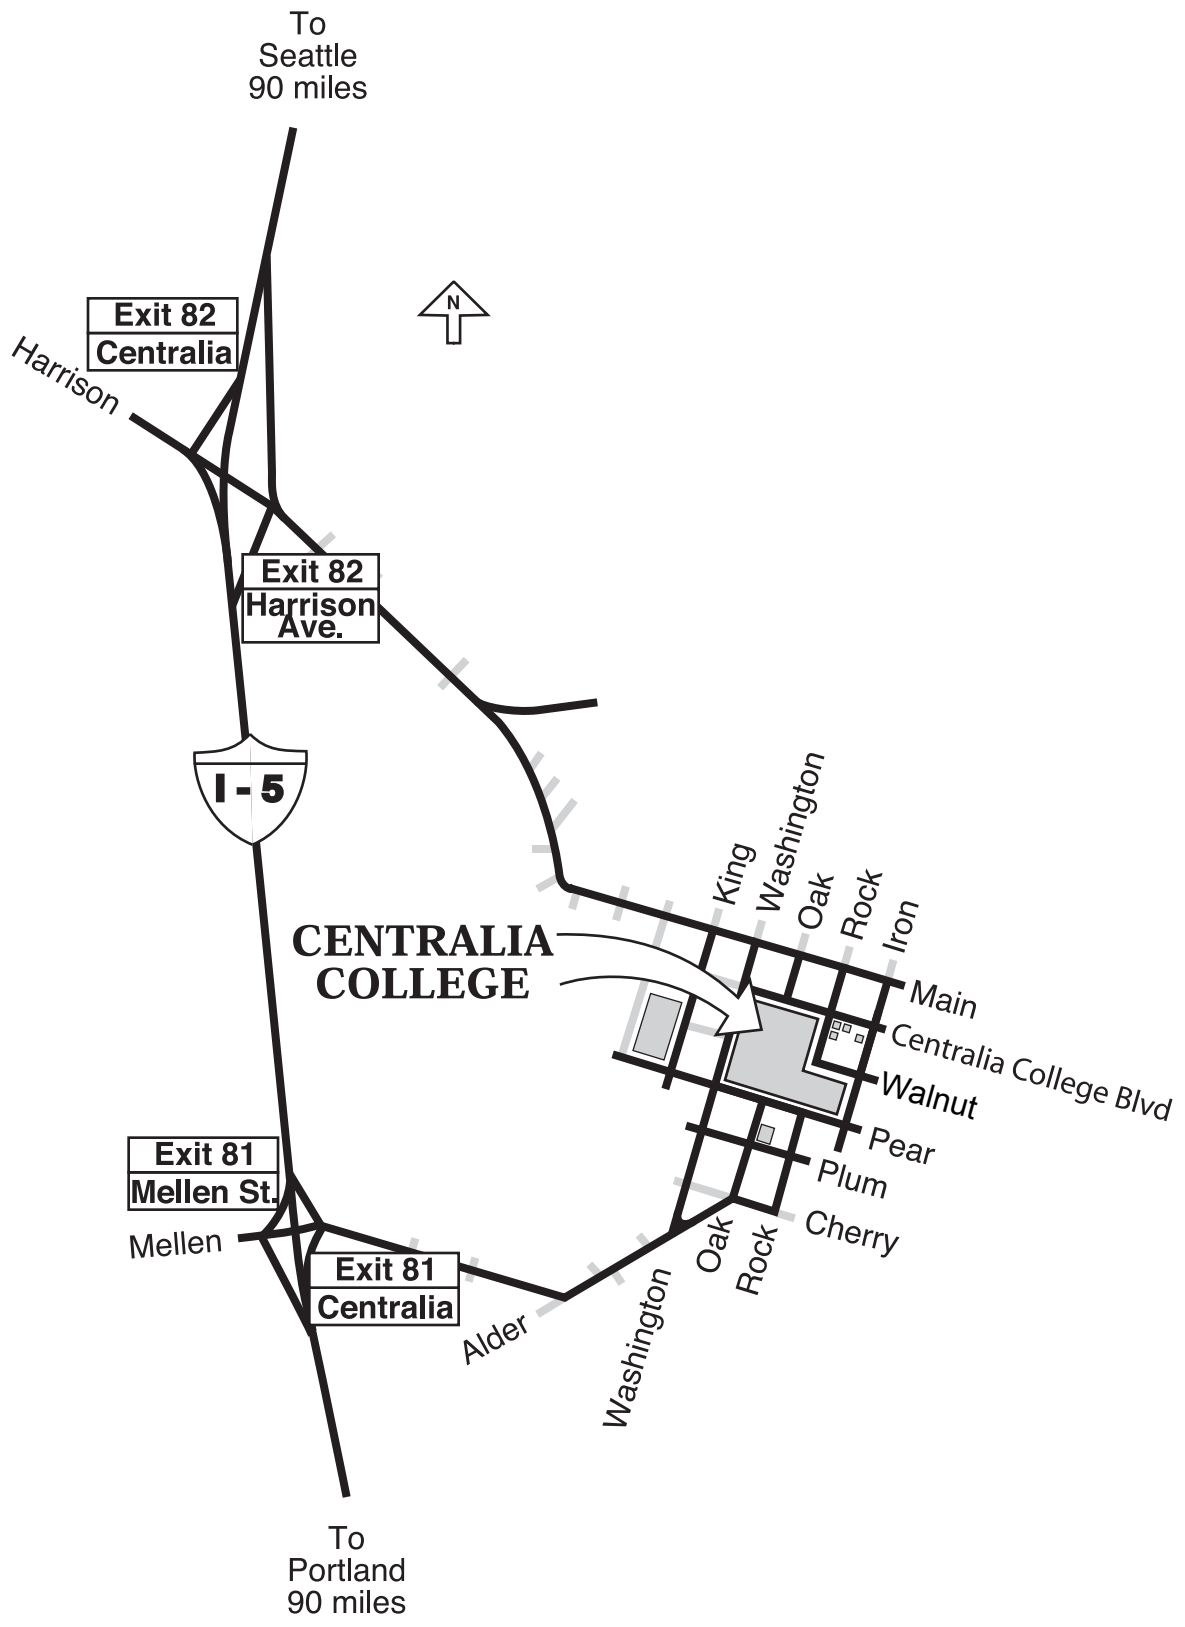 To
Seattle
90 miles
Exit 82
Centralia
N
Harrison
Exit 82
Harrison
Ave.
I - 5
King
Washington
Oak
Rock
Iron
CENTRALIA
COLLEGE
Main
Centralia College Blvd
Walnut
Pear
Plum
Cherry
Exit 81
Mellen St.
Mellen
Exit 81
Centralia
Alder
Washington
Oak
Rock
To
Portland
90 miles